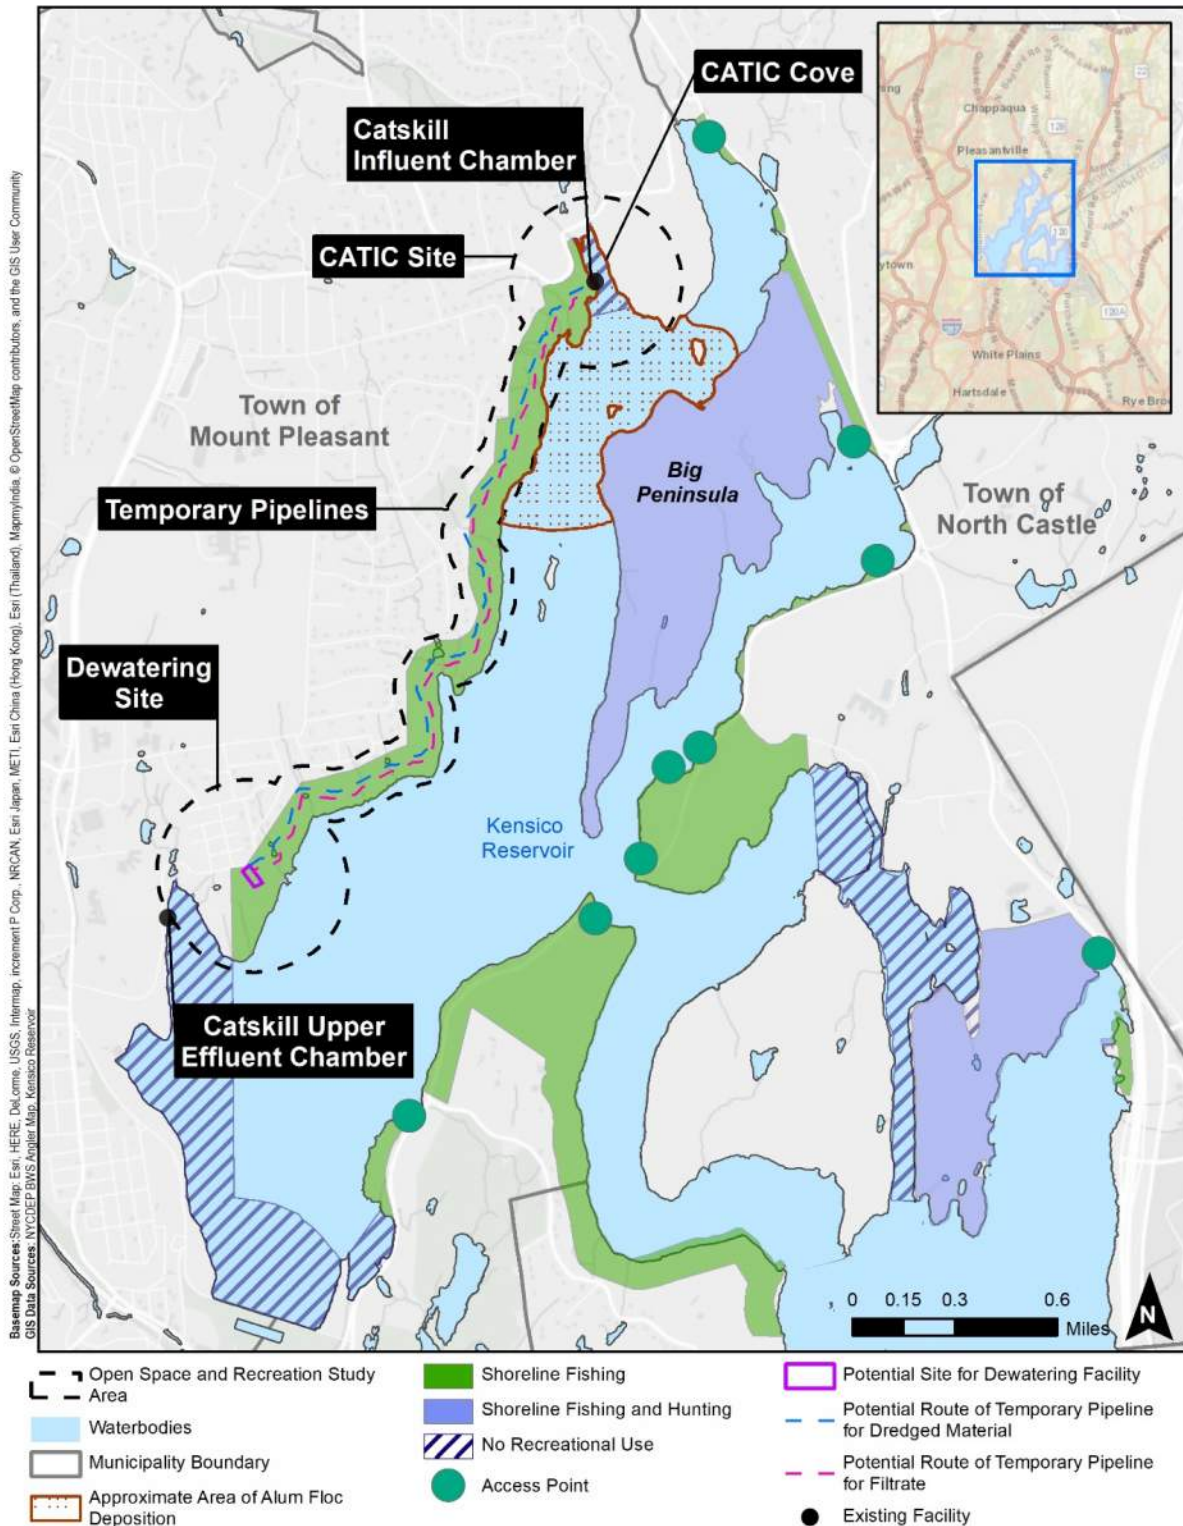 CATIC Cove
Catskill
Influent Chamber
CATIC Site
Town of
Mount Pleasant
Temporary Pipelines
Big
Peninsula
Town of
North Castle
Dewatering
Site
Kensico
Reservoir
Catskill Upper
Effluent Chamber
Chappaqua
Pleasantville
White Plains
Hartsdale
Rye Broo
ytown
120
120A
22
0 0.15 0.3 0.6
Miles
N
Basemap Sources:Street Map: Esri, HERE, DeLorme, USGS, Intermap, increment P Corp., NRCAN, Esri Japan, METI, Esri China (Hong Kong), Esri (Thailand), MapmyIndia, © OpenStreetMap contributors, and the GIS User Community
GIS Data Sources: NYCDEP BWS Angler Map, Kensico Reservoir
Open Space and Recreation Study
Area
Waterbodies
Municipality Boundary
Approximate Area of Alum Floc
Deposition
Shoreline Fishing
Shoreline Fishing and Hunting
No Recreational Use
Access Point
Potential Site for Dewatering Facility
Potential Route of Temporary Pipeline
for Dredged Material
Potential Route of Temporary Pipeline
for Filtrate
Existing Facility